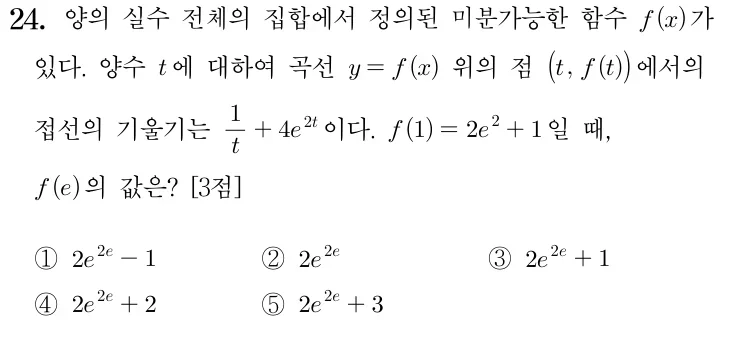 24. 양의 실수 전체의 집합에서 정의된 미분가능한 함수 f(x)가
있다. 양수 t에 대하여 곡선 y=f(x) 위의 점 (t, f(t))에서의
접선의 기울기는 1/t + 4e^{2t}이다. f(1)=2e^2+1일 때,
f(e)의 값은? [3점]
① 2e^{2e}-1 ② 2e^{2e} ③ 2e^{2e}+1
④ 2e^{2e}+2 ⑤ 2e^{2e}+3